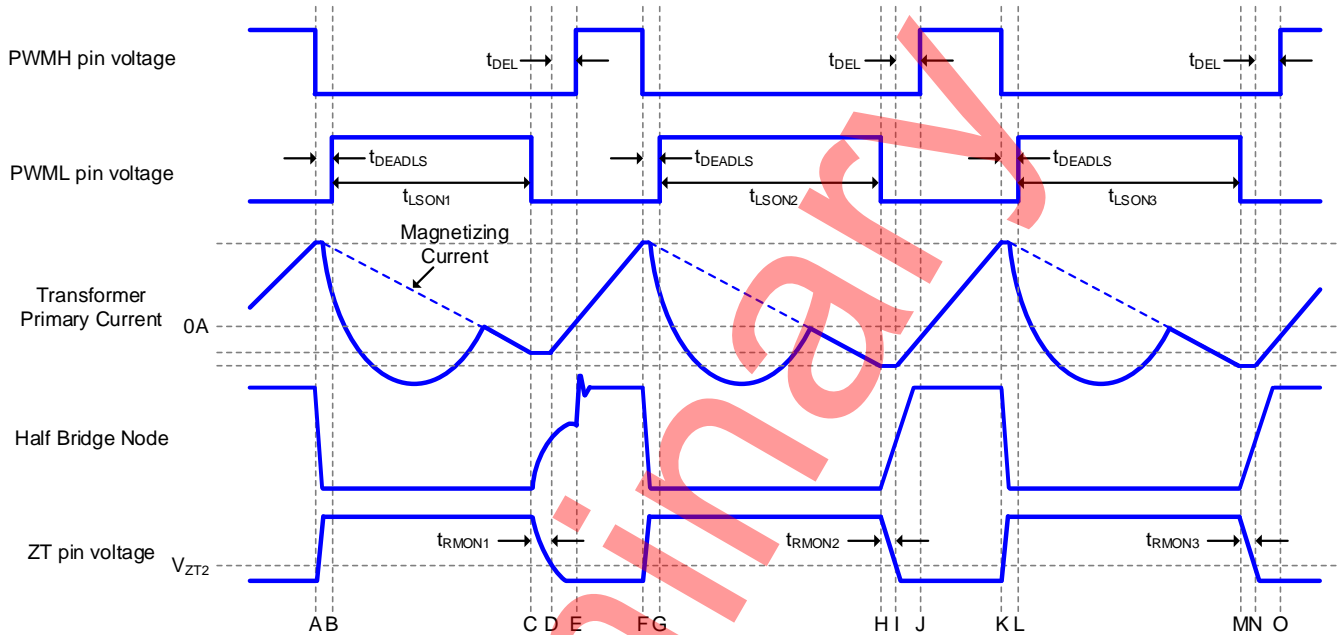 PWMH pin voltage
tDEL
tDEL
tDEL
PWML pin voltage
tDEADLS
tDEADLS
tDEADLS
tLSON1
tLSON2
tLSON3
Magnetizing
Current
Transformer
Primary Current
0A
Half Bridge Node
ZT pin voltage
VZT2
tRMON1
tRMON2
tRMON3
A B C D E F G H I J K L M N O